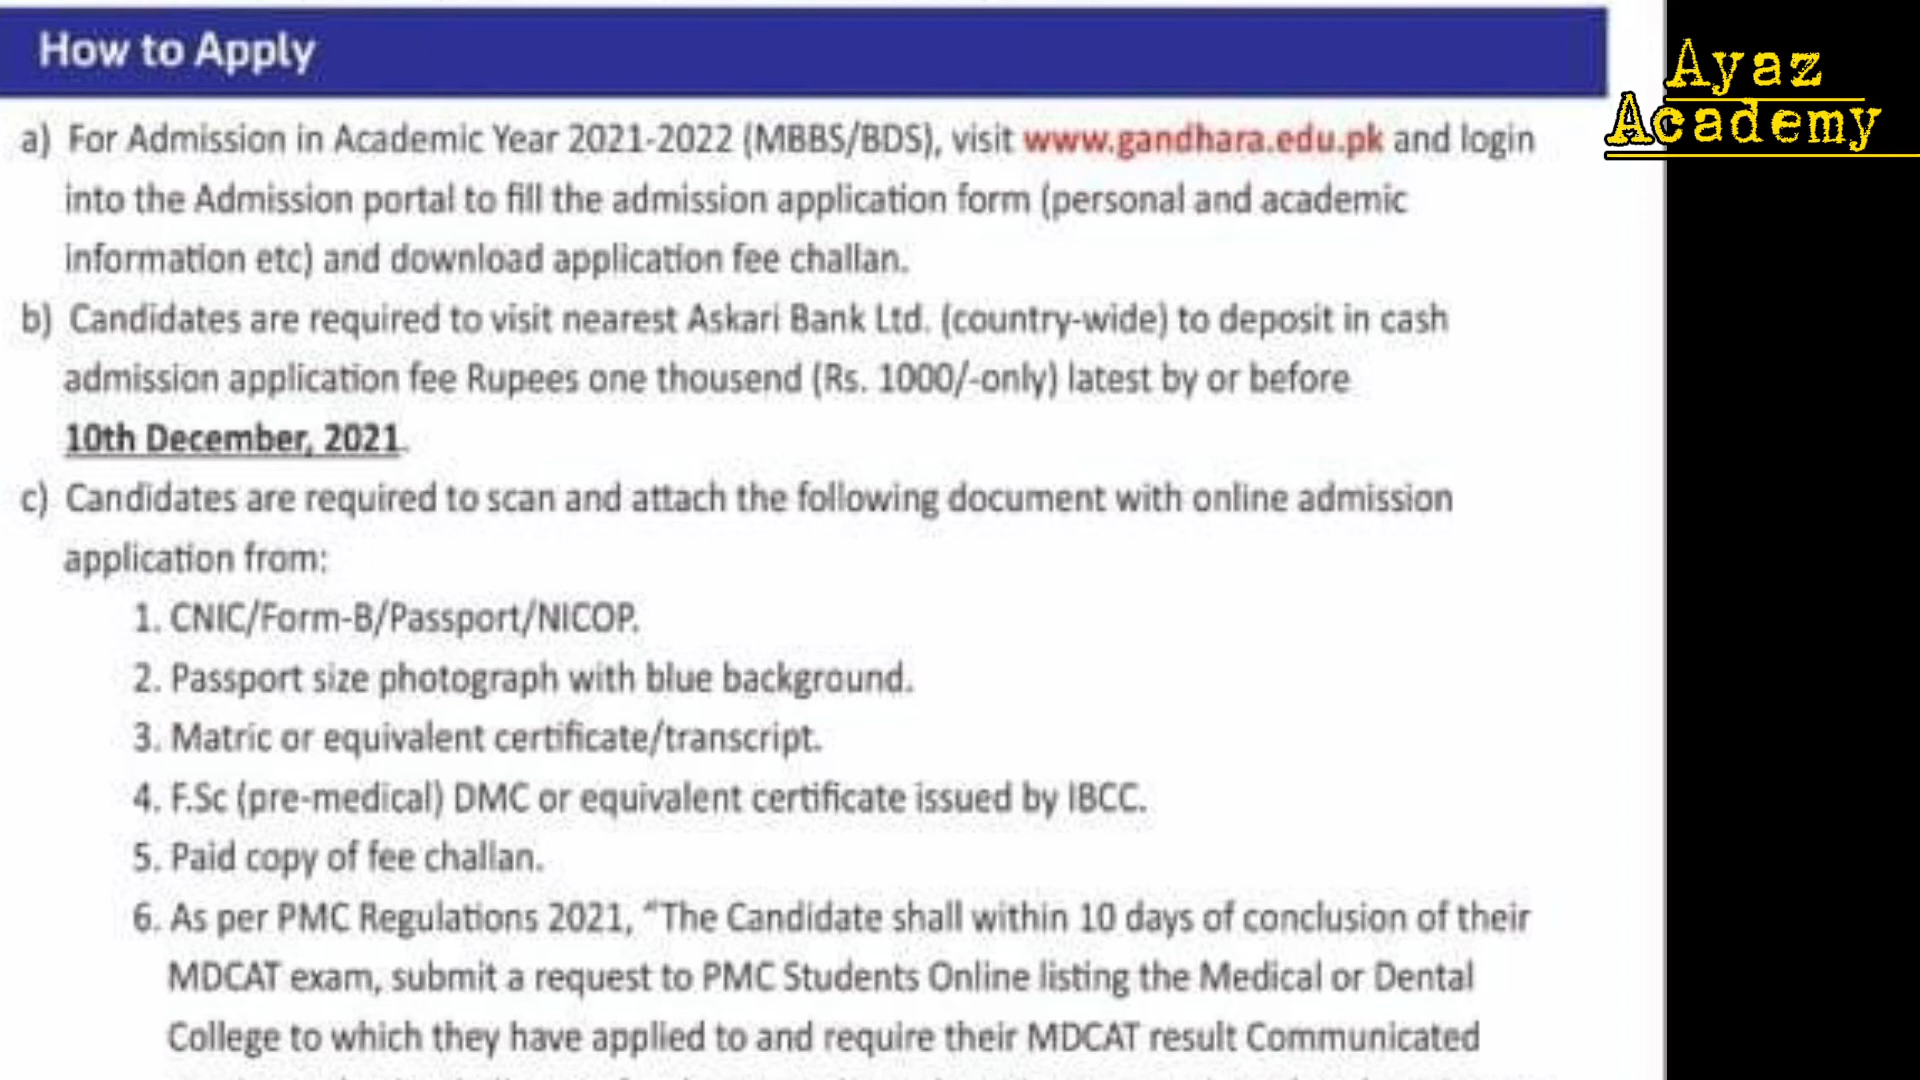 How to Apply
Ayaz
Academy
a) For Admission in Academic Year 2021-2022 (MBBS/BDS), visit www.gandhara.edu.pk and login
into the Admission portal to fill the admission application form (personal and academic
information etc) and download application fee challan.
b) Candidates are required to visit nearest Askari Bank Ltd. (country-wide) to deposit in cash
admission application fee Rupees one thousend (Rs. 1000/-only) latest by or before
10th December, 2021.
c) Candidates are required to scan and attach the following document with online admission
application from:
1. CNIC/Form-B/Passport/NICOP.
2. Passport size photograph with blue background.
3. Matric or equivalent certificate/transcript.
4. F.Sc (pre-medical) DMC or equivalent certificate issued by IBCC.
5. Paid copy of fee challan.
6. As per PMC Regulations 2021, “The Candidate shall within 10 days of conclusion of their
MDCAT exam, submit a request to PMC Students Online listing the Medical or Dental
College to which they have applied to and require their MDCAT result Communicated